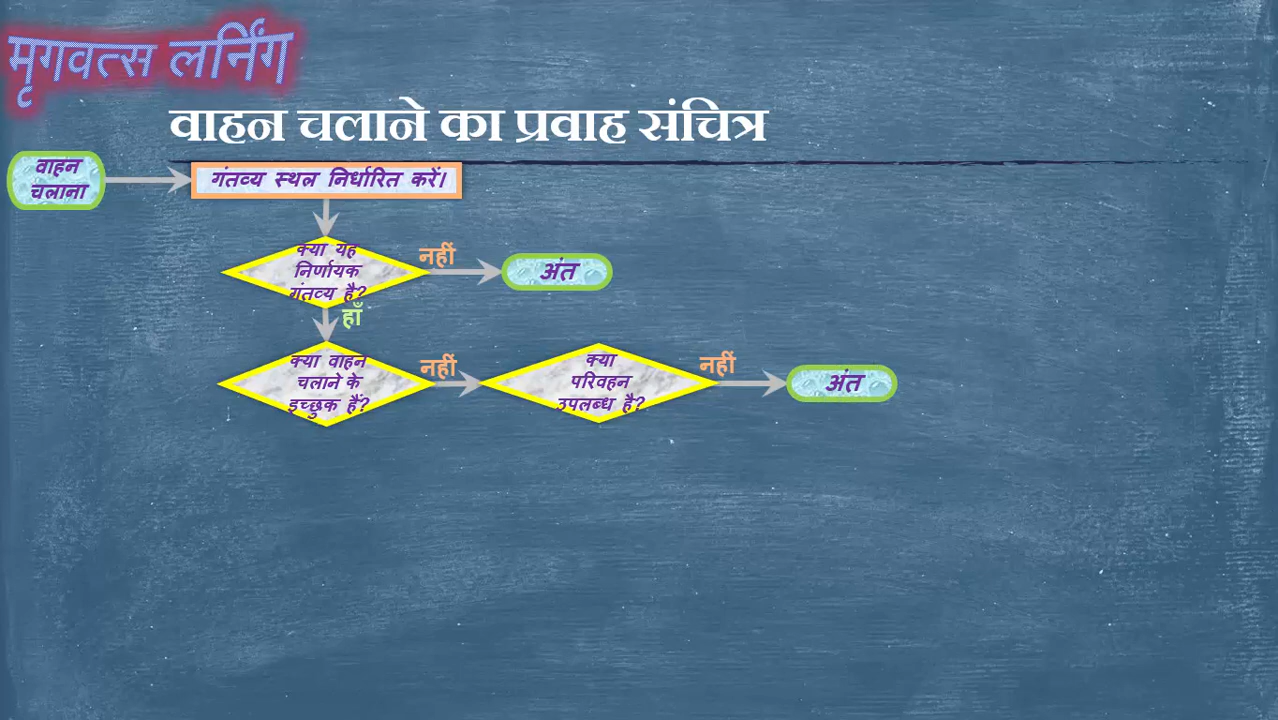 मृगवत्स लर्निंग
वाहन चलाने का प्रवाह संचित्र
वाहन
चलाना
गंतव्य स्थल निर्धारित करें।
क्या यह
निर्णायक
गंतव्य है?
नहीं
अंत
हाँ
क्या वाहन
चलाने के
इच्छुक हैं?
नहीं
क्या
परिवहन
उपलब्ध है?
नहीं
अंत